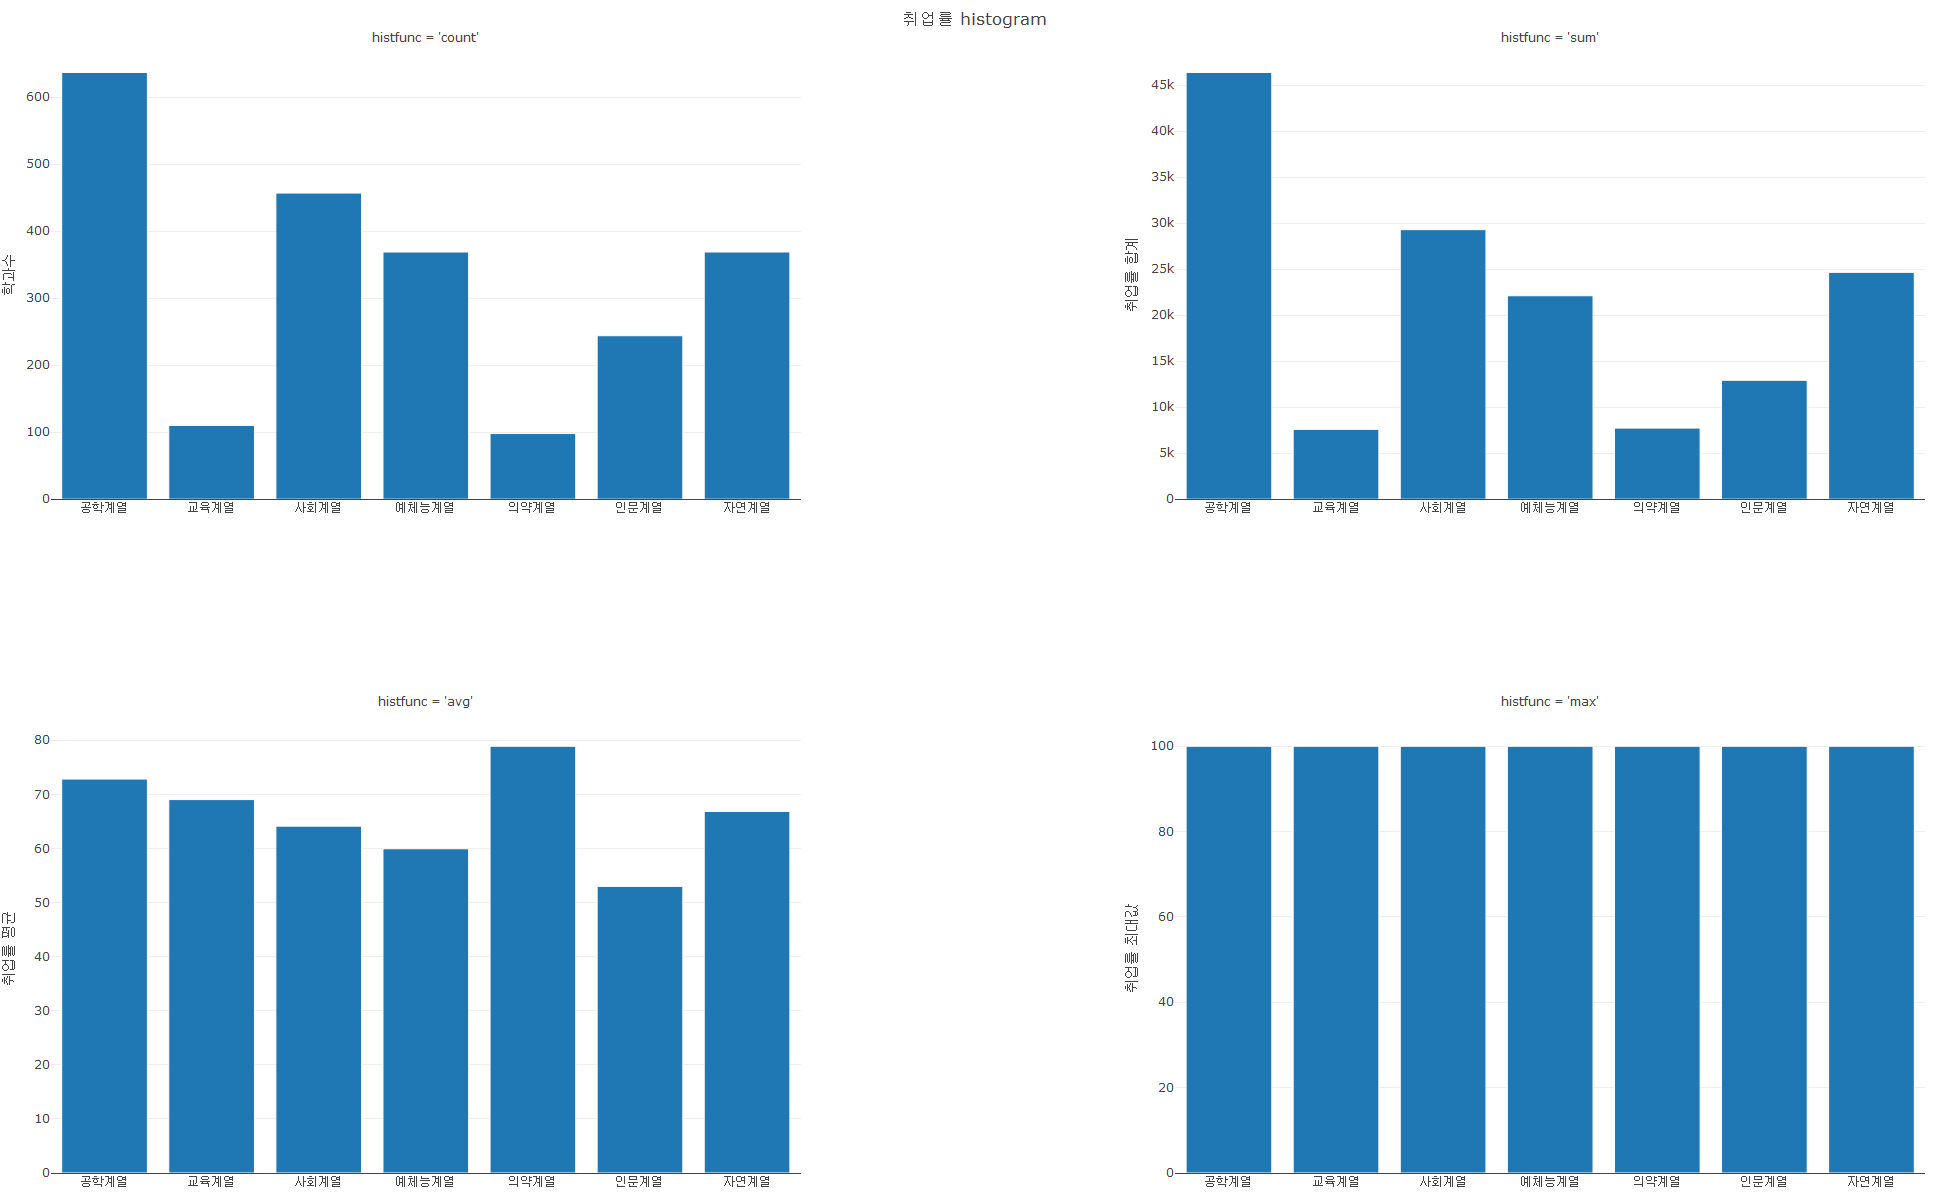 취업률 histogram
histfunc = 'count'
600
500
400
300
200
100
0
학과수
공학계열 교육계열 사회계열 예체능계열 의약계열 인문계열 자연계열
histfunc = 'sum'
45k
40k
35k
30k
25k
20k
15k
10k
5k
0
취업률 합계
공학계열 교육계열 사회계열 예체능계열 의약계열 인문계열 자연계열
histfunc = 'avg'
80
70
60
50
40
30
20
10
0
취업률 평균
공학계열 교육계열 사회계열 예체능계열 의약계열 인문계열 자연계열
histfunc = 'max'
100
80
60
40
20
0
취업률 최대값
공학계열 교육계열 사회계열 예체능계열 의약계열 인문계열 자연계열